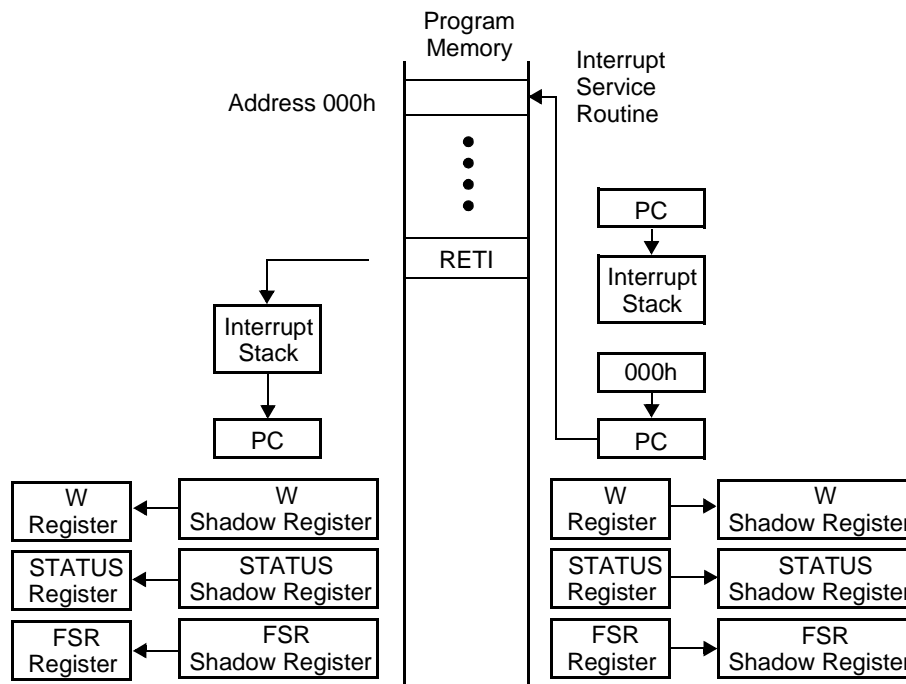 Program
Memory
Interrupt
Service
Routine
Address 000h
PC
RETI
Interrupt
Stack
Interrupt
Stack
000h
PC
PC
W
Register
W
Shadow Register
W
Register
W
Shadow Register
STATUS
Register
STATUS
Shadow Register
STATUS
Register
STATUS
Shadow Register
FSR
Register
FSR
Shadow Register
FSR
Register
FSR
Shadow Register